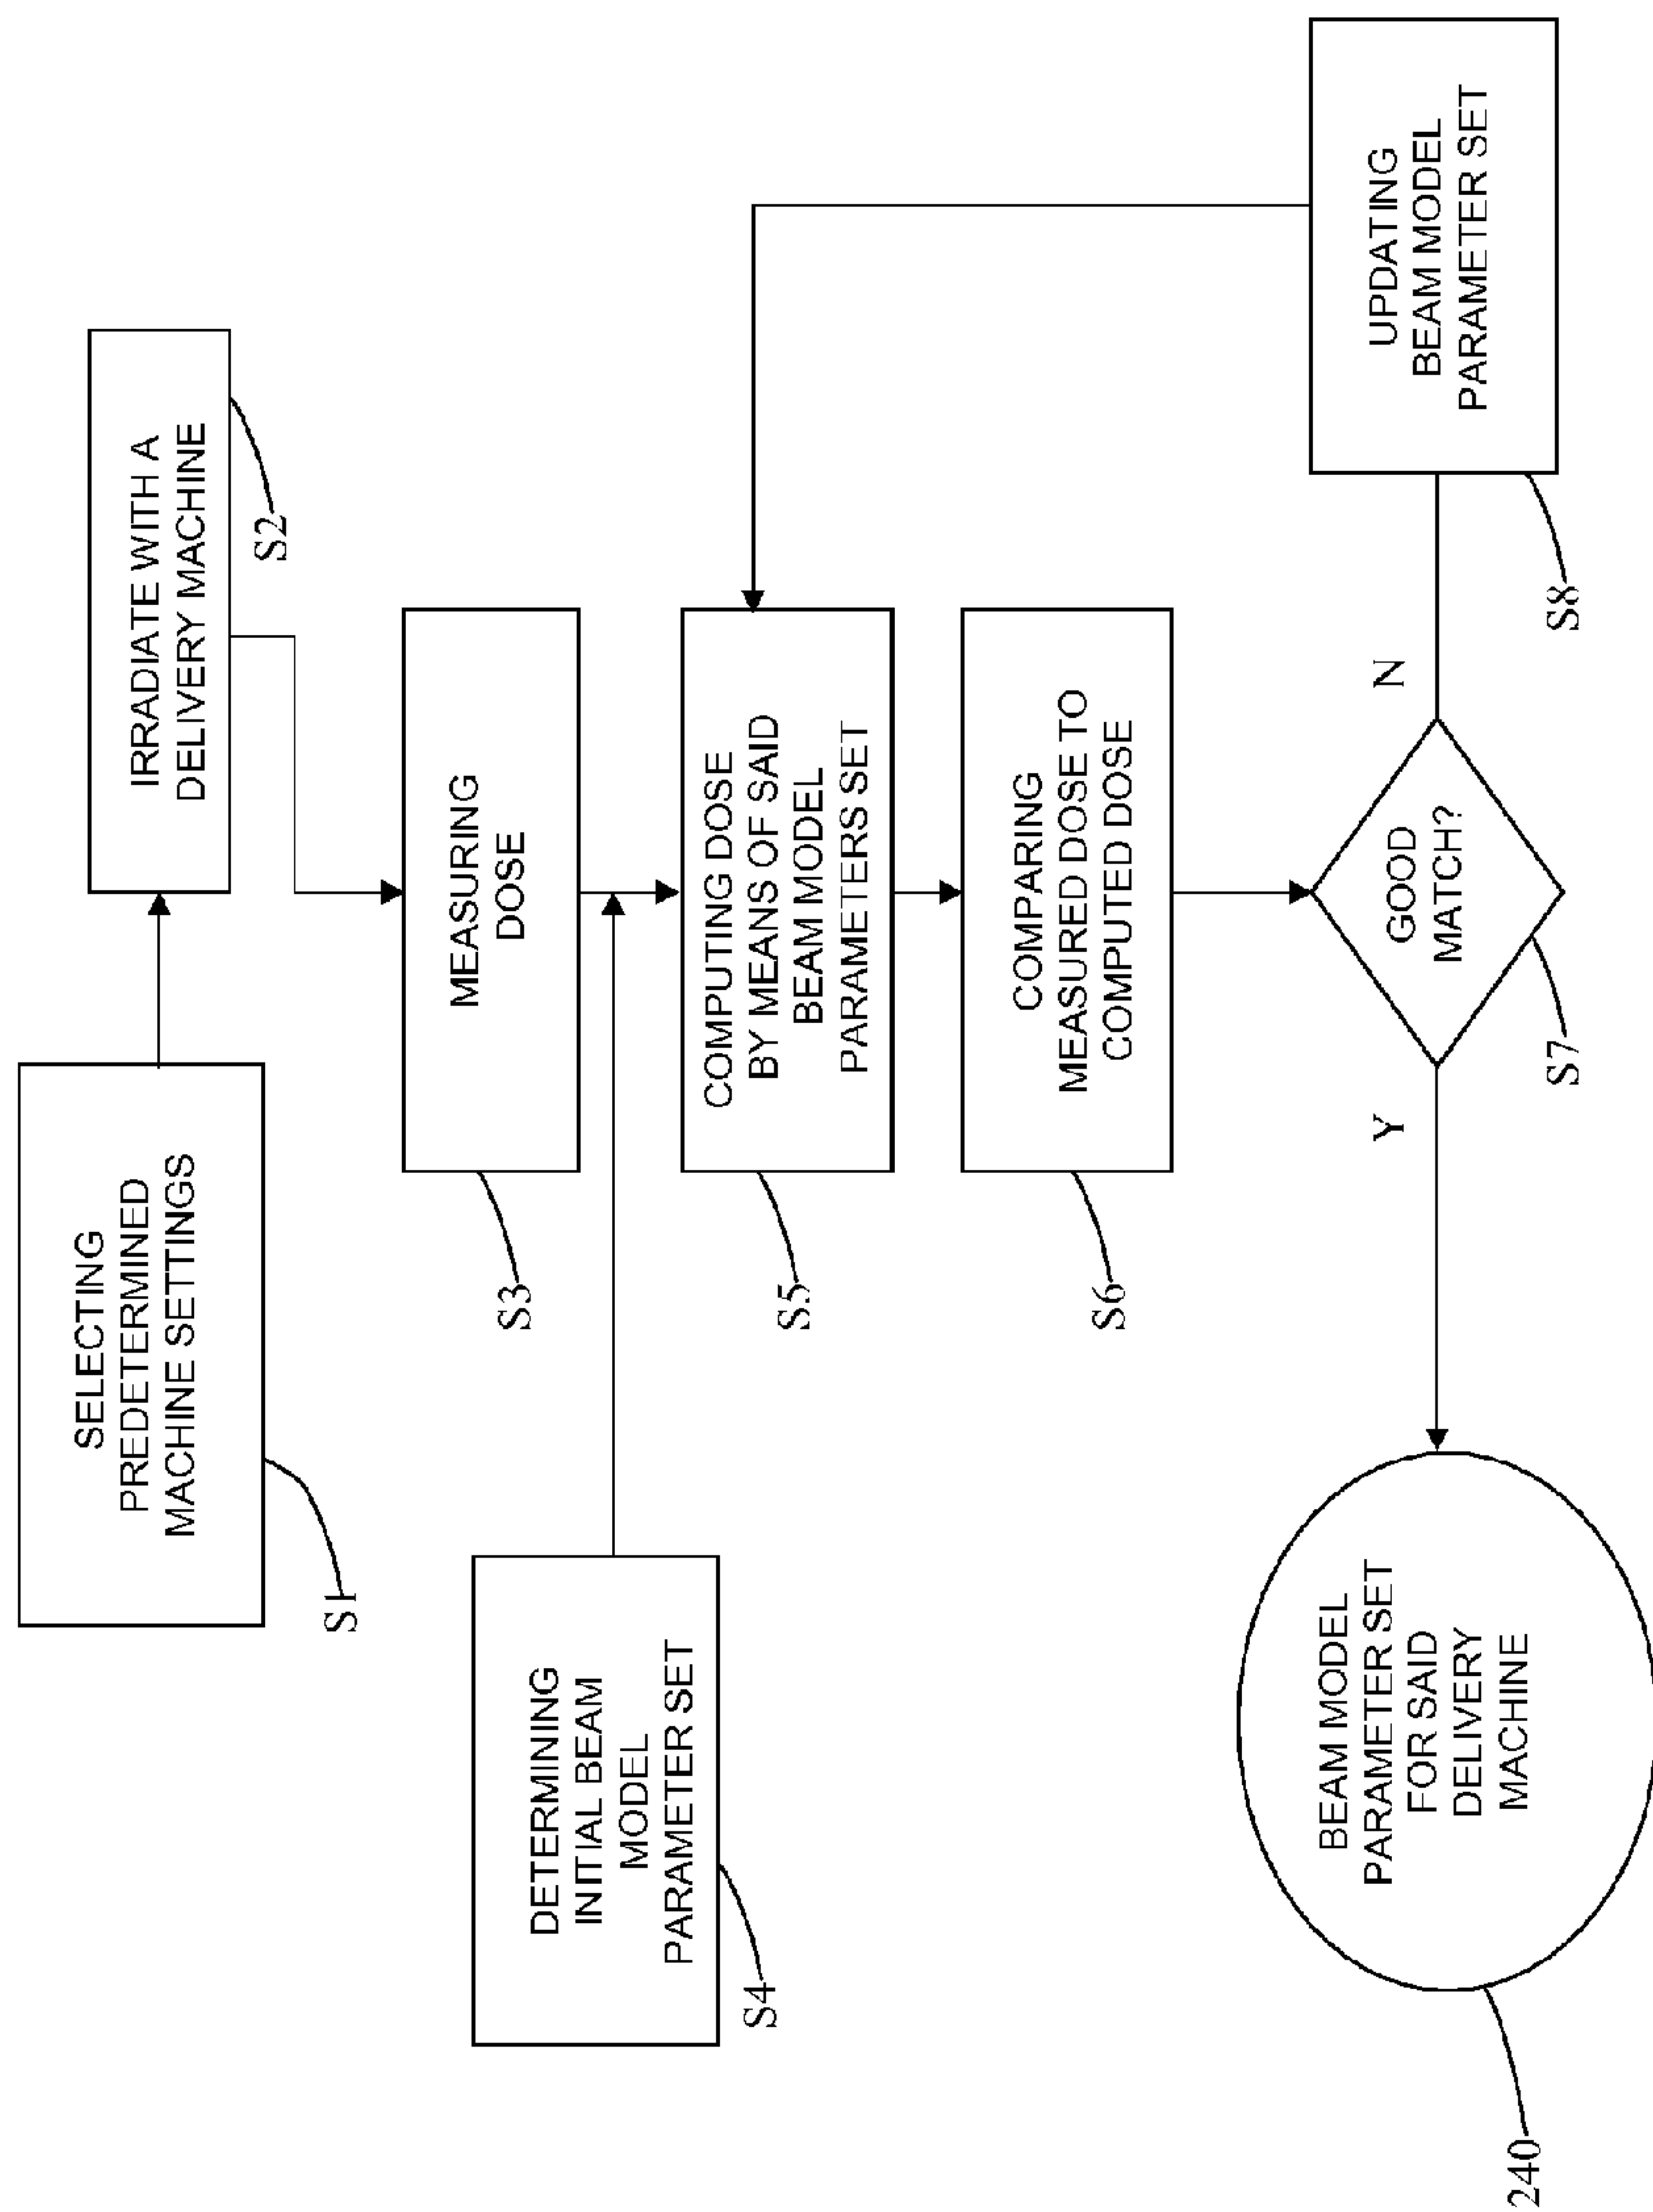 SELECTING
PREDETERMINED
MACHINE SETTINGS
S1
IRRADIATE WITH A
DELIVERY MACHINE
S2
MEASURING
DOSE
S3
DETERMINING
INITIAL BEAM
MODEL
PARAMETER SET
S4
COMPUTING DOSE
BY MEANS OF SAID
BEAM MODEL
PARAMETERS SET
S5
COMPARING
MEASURED DOSE TO
COMPUTED DOSE
S6
GOOD
MATCH?
S7
Y
N
UPDATING
BEAM MODEL
PARAMETER SET
S8
BEAM MODEL
PARAMETER SET
FOR SAID
DELIVERY
MACHINE
240